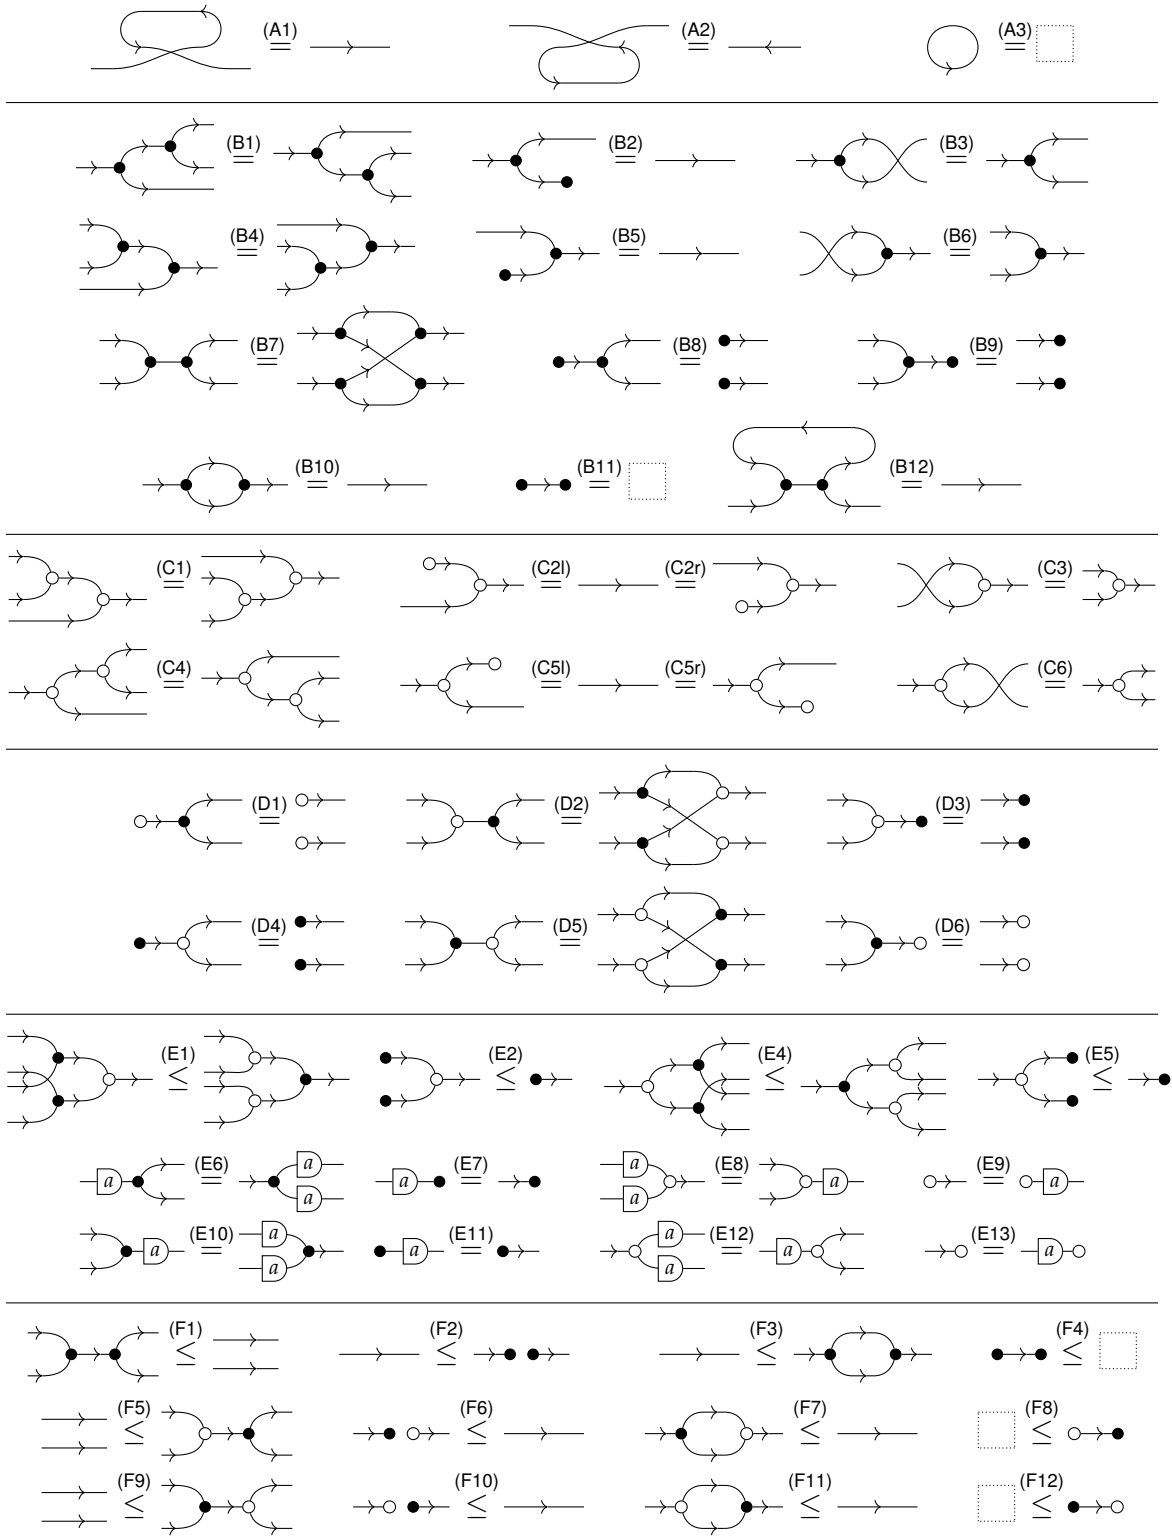 (A1) (A2) (A3)
= = =
(B1) (B2) (B3)
= = =
(B4) (B5) (B6)
= = =
(B7) (B8) (B9)
= = =
(B10) (B11) (B12)
= = =
(C1) (C2l) (C2r) (C3)
= = = =
(C4) (C5l) (C5r) (C6)
= = = =
(D1) (D2) (D3)
= = =
(D4) (D5) (D6)
= = =
(E1) (E2) (E4) (E5)
≤ ≤ ≤ ≤
(E6) a (E7) a (E8) (E9)
a = a = a = a = a
a a
(E10) a (E11) (E12) a (E13)
a = a = a = a = a
a a
(F1) (F2) (F3) (F4)
≤ ≤ ≤ ≤
(F5) (F6) (F7) (F8)
≤ ≤ ≤ ≤
(F9) (F10) (F11) (F12)
≤ ≤ ≤ ≤